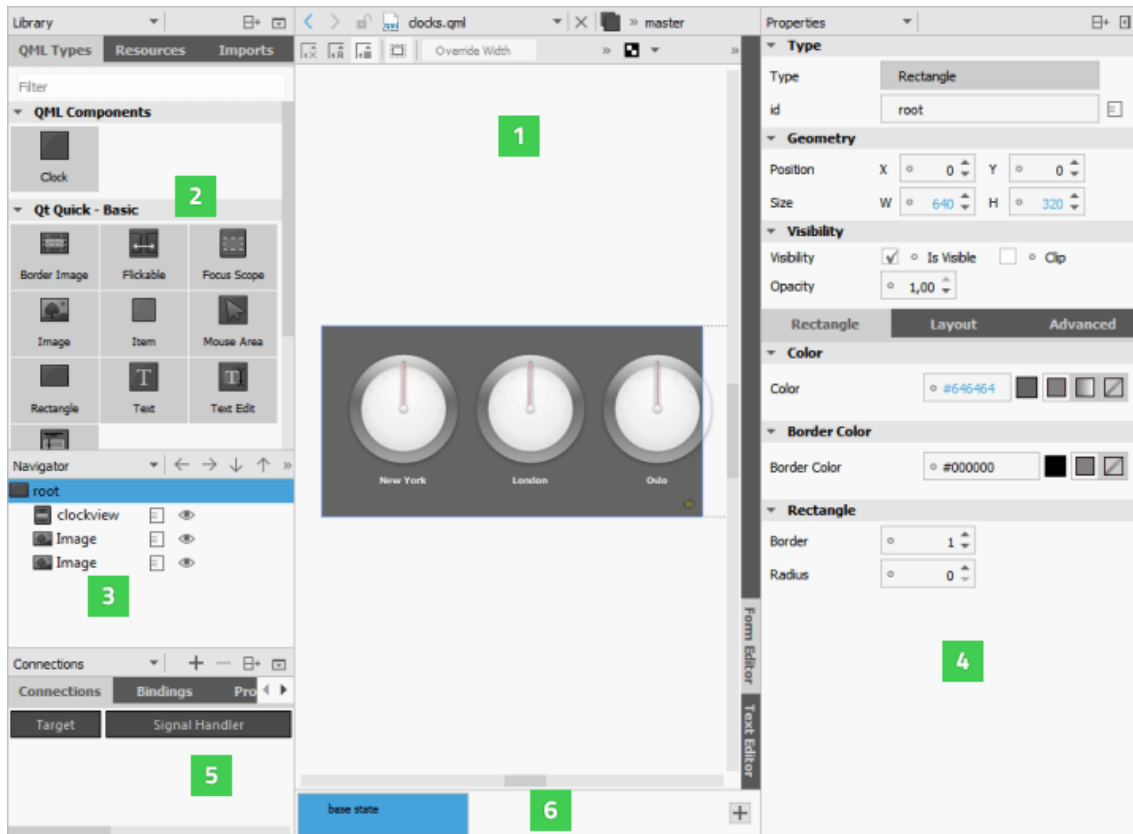 Library
QML Types Resources Imports
Filter
QML Components
Clock
2
Qt Quick - Basic
Border Image Flickable Focus Scope
Image Item Mouse Area
Rectangle Text Text Edit
Navigator
root
clockview
Image
Image
3
Connections
Connections Bindings Pro
Target Signal Handler
5
clocks.qml » master
Override Width » »
1
New York London Oslo
Form Editor
Text Editor
base state
6
Properties
Type
Type Rectangle
id root
Geometry
Position X 0 Y 0
Size W 640 H 320
Visibility
Visibility Is Visible Clip
Opacity 1,00
Rectangle Layout Advanced
Color
Color #646464
Border Color
Border Color #000000
Rectangle
Border 1
Radius 0
4